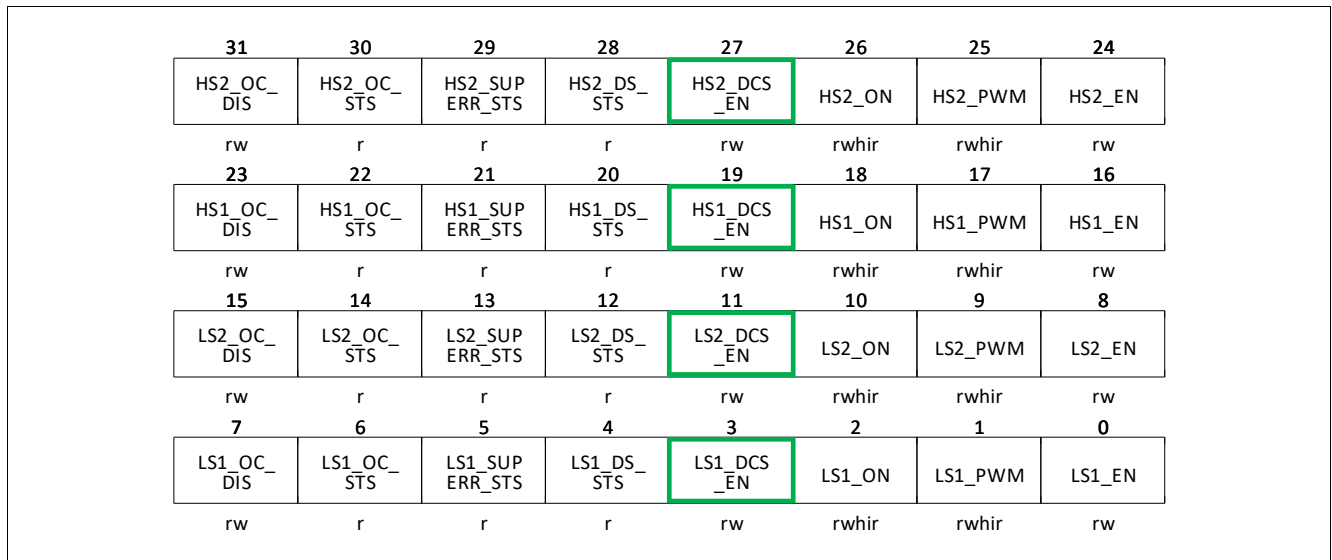 31 30 29 28 27 26 25 24
HS2_OC_ HS2_OC_ HS2_SUP HS2_DS_ HS2_DCS HS2_ON HS2_PWM HS2_EN
DIS STS ERR_STS STS _EN
rw r r r rw rwhir rwhir rw
23 22 21 20 19 18 17 16
HS1_OC_ HS1_OC_ HS1_SUP HS1_DS_ HS1_DCS HS1_ON HS1_PWM HS1_EN
DIS STS ERR_STS STS _EN
rw r r r rw rwhir rwhir rw
15 14 13 12 11 10 9 8
LS2_OC_ LS2_OC_ LS2_SUP LS2_DS_ LS2_DCS LS2_ON LS2_PWM LS2_EN
DIS STS ERR_STS STS _EN
rw r r r rw rwhir rwhir rw
7 6 5 4 3 2 1 0
LS1_OC_ LS1_OC_ LS1_SUP LS1_DS_ LS1_DCS LS1_ON LS1_PWM LS1_EN
DIS STS ERR_STS STS _EN
rw r r r rw rwhir rwhir rw